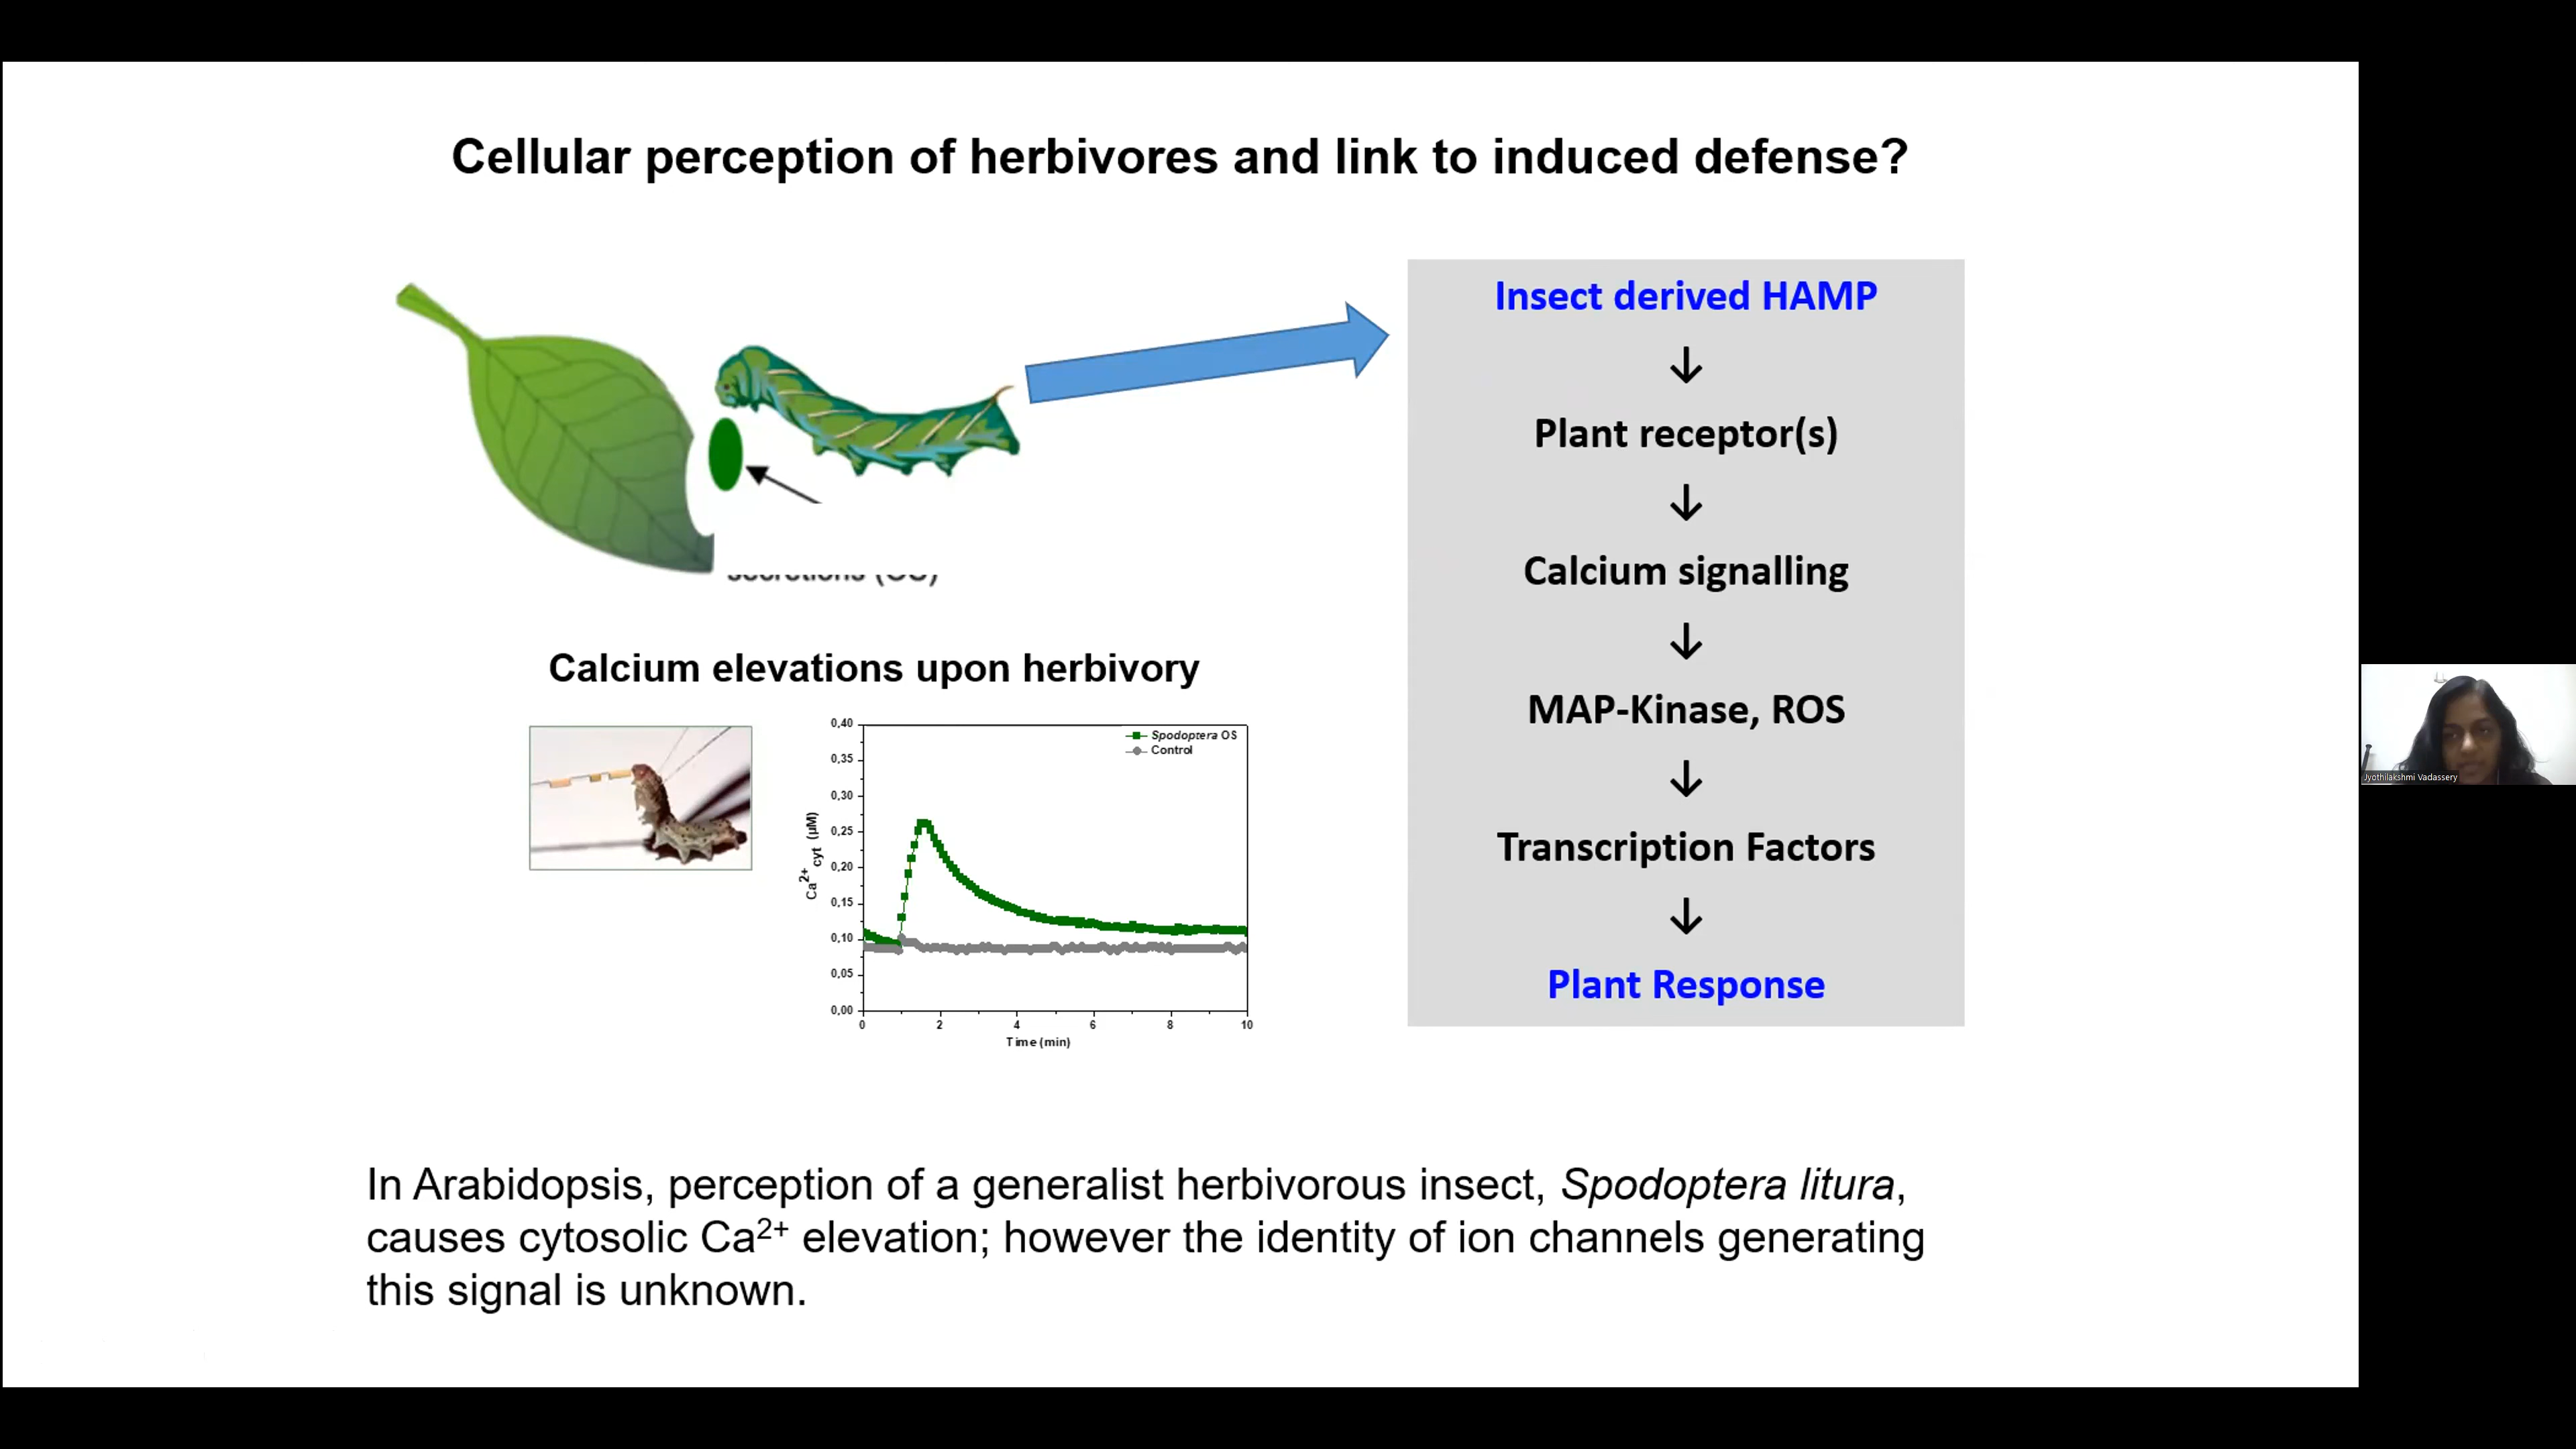 Cellular perception of herbivores and link to induced defense?
Insect derived HAMP
↓
Plant receptor(s)
↓
Calcium signalling
↓
MAP-Kinase, ROS
↓
Transcription Factors
↓
Plant Response
secretions (OS)
Calcium elevations upon herbivory
Spodoptera OS
Control
0,40
0,35
0,30
0,25
0,20
0,15
0,10
0,05
0,00
Ca2+ cyt (µM)
0 2 4 6 8 10
Time (min)
In Arabidopsis, perception of a generalist herbivorous insect, Spodoptera litura,
causes cytosolic Ca2+ elevation; however the identity of ion channels generating
this signal is unknown.
Jyothilakshmi Vadassery